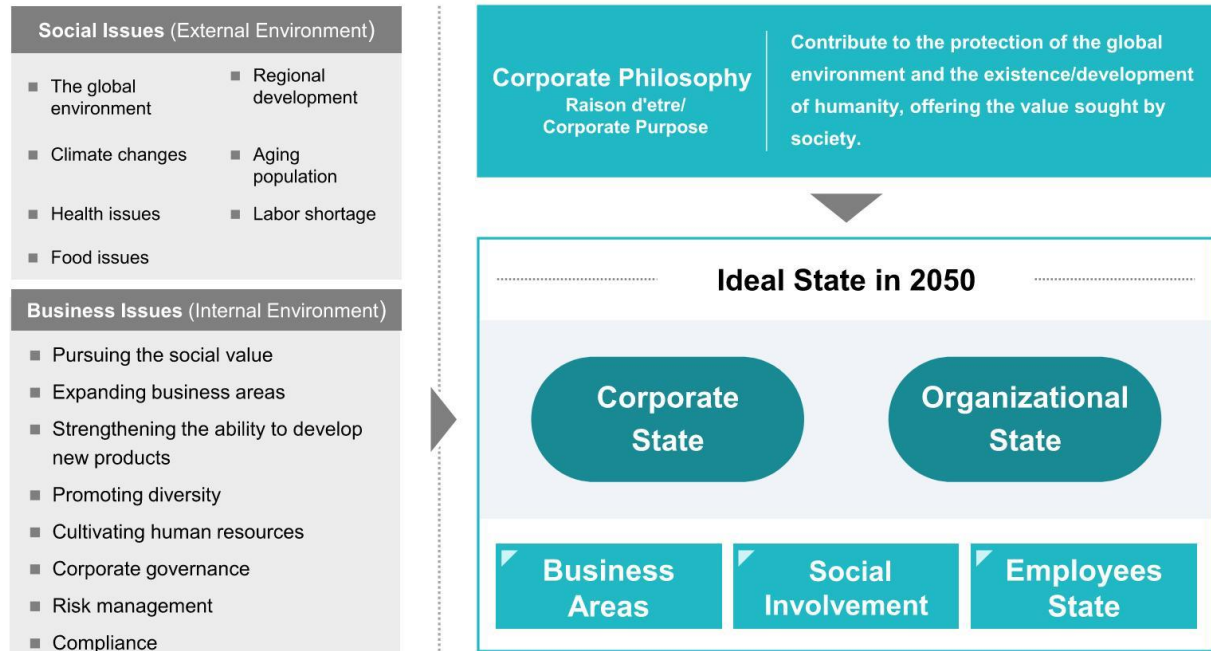 Social Issues (External Environment)
■ The global
environment
■ Regional
development
■ Climate changes
■ Aging
population
■ Health issues
■ Labor shortage
■ Food issues
Business Issues (Internal Environment)
■ Pursuing the social value
■ Expanding business areas
■ Strengthening the ability to develop
new products
■ Promoting diversity
■ Cultivating human resources
■ Corporate governance
■ Risk management
■ Compliance
Corporate Philosophy
Raison d'etre/
Corporate Purpose
Contribute to the protection of the global
environment and the existence/development
of humanity, offering the value sought by
society.
Ideal State in 2050
Corporate
State
Organizational
State
Business
Areas
Social
Involvement
Employees
State